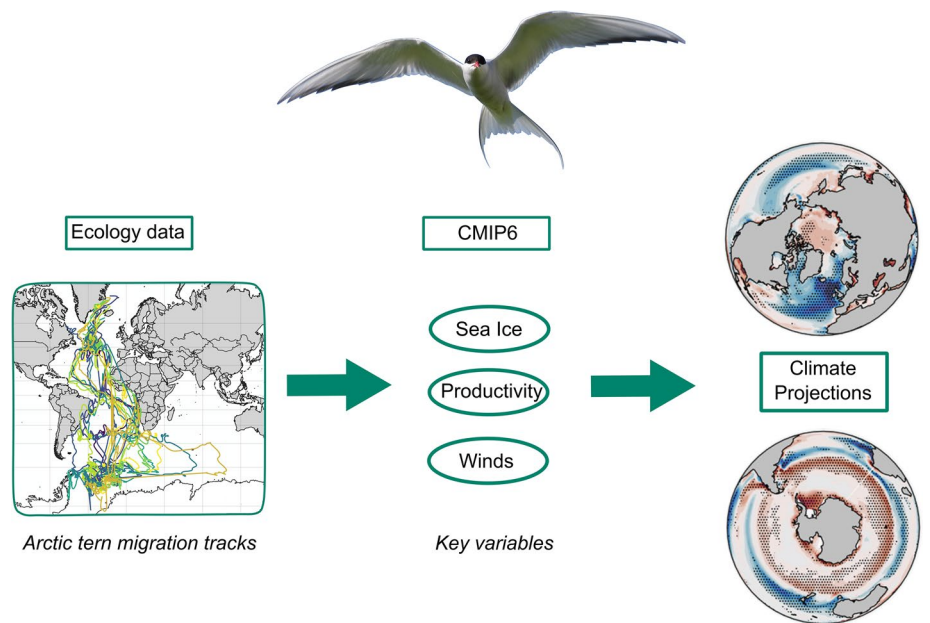 Ecology data
CMIP6
Sea Ice
Productivity
Winds
Climate
Projections
Arctic tern migration tracks
Key variables